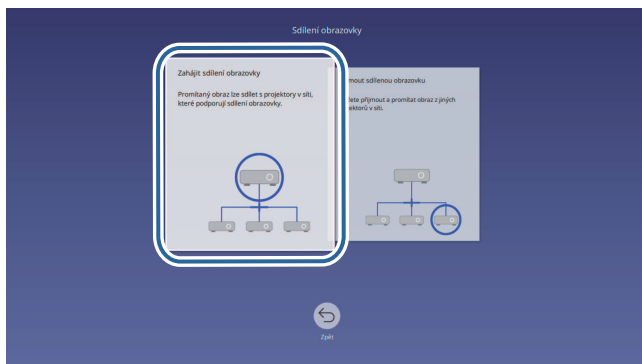 Sdílení obrazovky
Zahájit sdílení obrazovky
Promítaný obraz lze sdílet s projektory v síti,
které podporují sdílení obrazovky.
mout sdílenou obrazovku
ete přijmout a promítat obraz z jiných
ektorů v síti.
Zpět